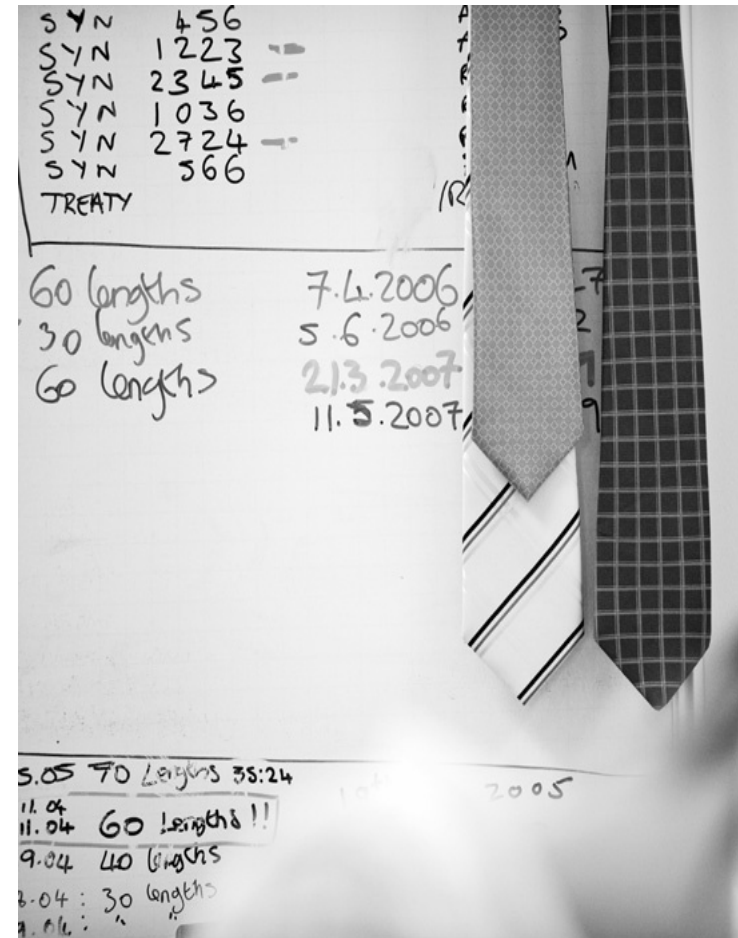 SYN 456
SYN 1223
SYN 2345
SYN 1036
SYN 2724
SYN 566
TREATY
60 lengths 7.4.2006
30 lengths 5.6.2006
60 lengths 21.3.2007
11.5.2007
5.05 70 Lengths 35:24
2005
11.04
11.04 60 Lengths!!
9.04 40 lengths
.04: 30 lengths
9.04: " "